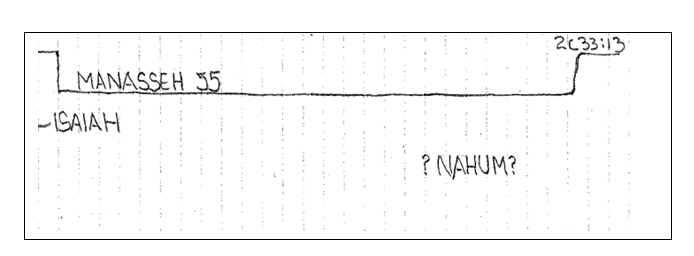 2C33:13
MANASSEH 55
ISAIAH
? NAHUM?